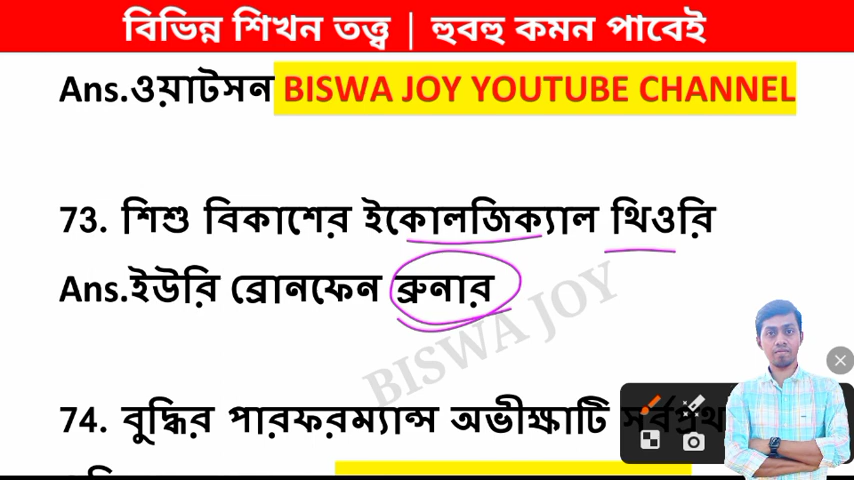 বিভিন্ন শিখন তত্ত্ব | হুবহু কমন পাবেই
Ans.ওয়াটসন BISWA JOY YOUTUBE CHANNEL
73. শিশু বিকাশের ইকোলজিক্যাল থিওরি
Ans.ইউরি ব্রোনফেন ব্রুনার
BISWA JOY
74. বুদ্ধির পারফরম্যান্স অভীক্ষাটি